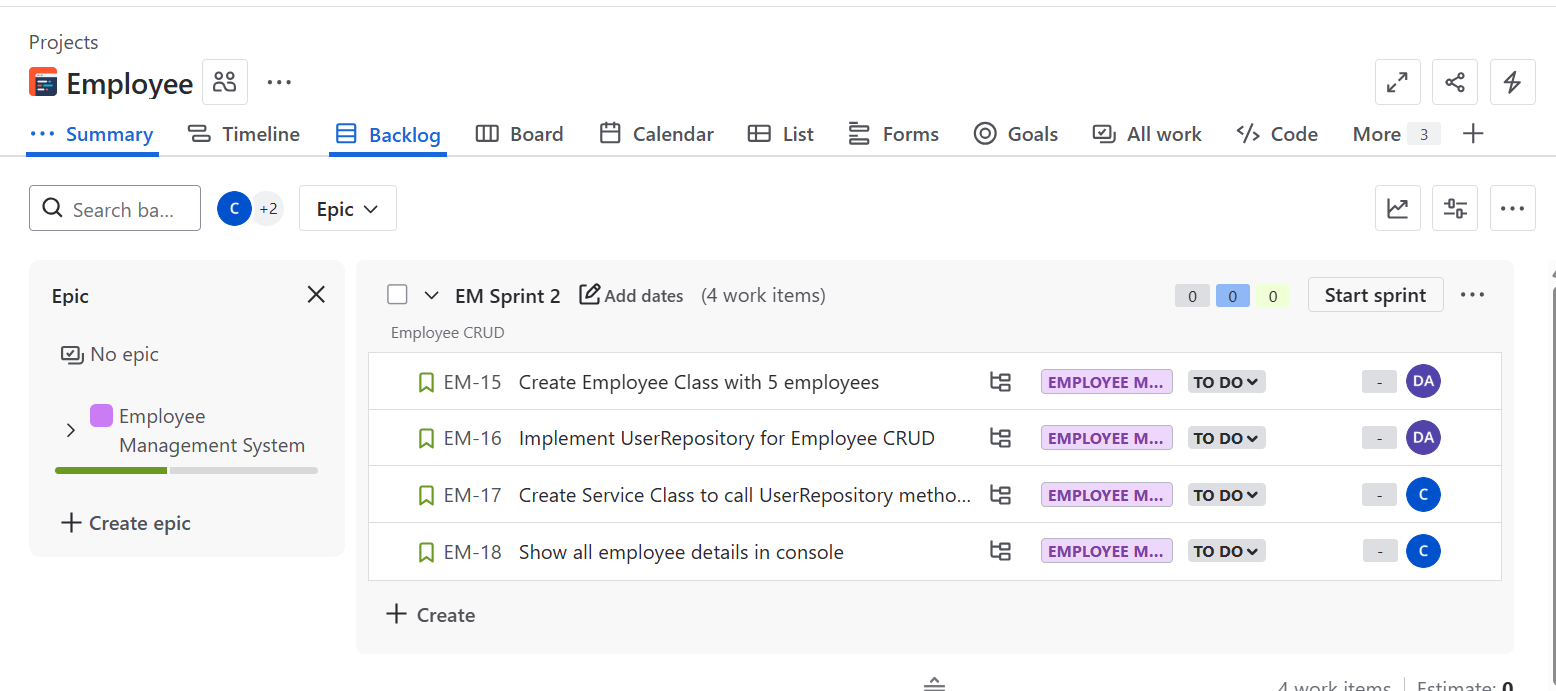 Projects
Employee
Summary Timeline Backlog Board Calendar List Forms Goals All work Code More 3
Search ba... C +2 Epic
Epic
No epic
Employee
Management System
Create epic
EM Sprint 2 Add dates (4 work items) 0 0 0 Start sprint
Employee CRUD
EM-15 Create Employee Class with 5 employees EMPLOYEE M... TO DO - DA
EM-16 Implement UserRepository for Employee CRUD EMPLOYEE M... TO DO - DA
EM-17 Create Service Class to call UserRepository metho... EMPLOYEE M... TO DO - C
EM-18 Show all employee details in console EMPLOYEE M... TO DO - C
Create
4 work items Estimate: 0